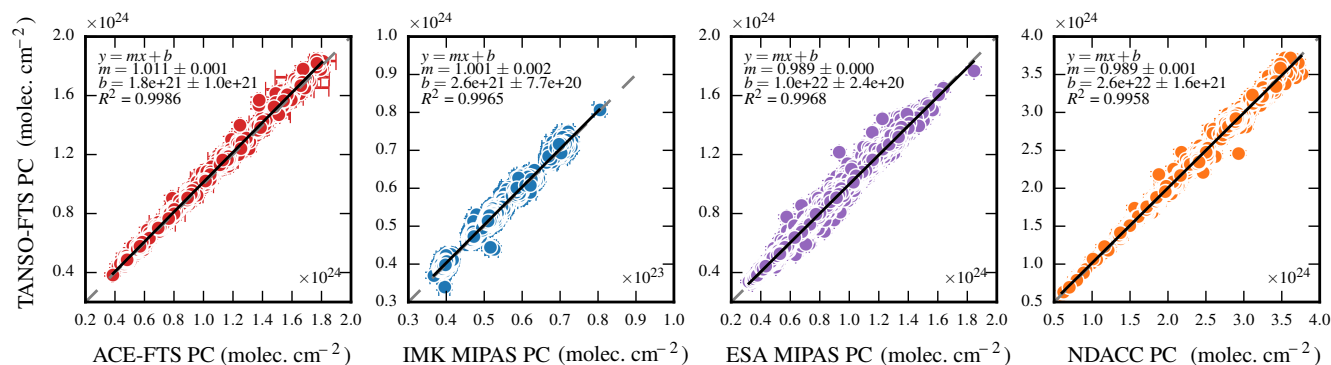 ×10^24
×10^24
×10^24
×10^24
TANSO-FTS PC (molec. cm^−2)
2.0
1.6
1.2
0.8
0.4
y = mx + b
m = 1.011 ± 0.001
b = 1.8e+21 ± 1.0e+21
R^2 = 0.9986
×10^24
0.2 0.4 0.6 0.8 1.0 1.2 1.4 1.6 1.8 2.0
ACE-FTS PC (molec. cm^−2)
1.0
0.9
0.8
0.7
0.6
0.5
0.4
0.3
y = mx + b
m = 1.001 ± 0.002
b = 2.6e+21 ± 7.7e+20
R^2 = 0.9965
×10^23
0.3 0.4 0.5 0.6 0.7 0.8 0.9 1.0
IMK MIPAS PC (molec. cm^−2)
2.0
1.6
1.2
0.8
0.4
y = mx + b
m = 0.989 ± 0.000
b = 1.0e+22 ± 2.4e+20
R^2 = 0.9968
×10^24
0.2 0.4 0.6 0.8 1.0 1.2 1.4 1.6 1.8 2.0
ESA MIPAS PC (molec. cm^−2)
4.0
3.5
3.0
2.5
2.0
1.5
1.0
0.5
y = mx + b
m = 0.989 ± 0.001
b = 2.6e+22 ± 1.6e+21
R^2 = 0.9958
×10^24
0.5 1.0 1.5 2.0 2.5 3.0 3.5 4.0
NDACC PC (molec. cm^−2)